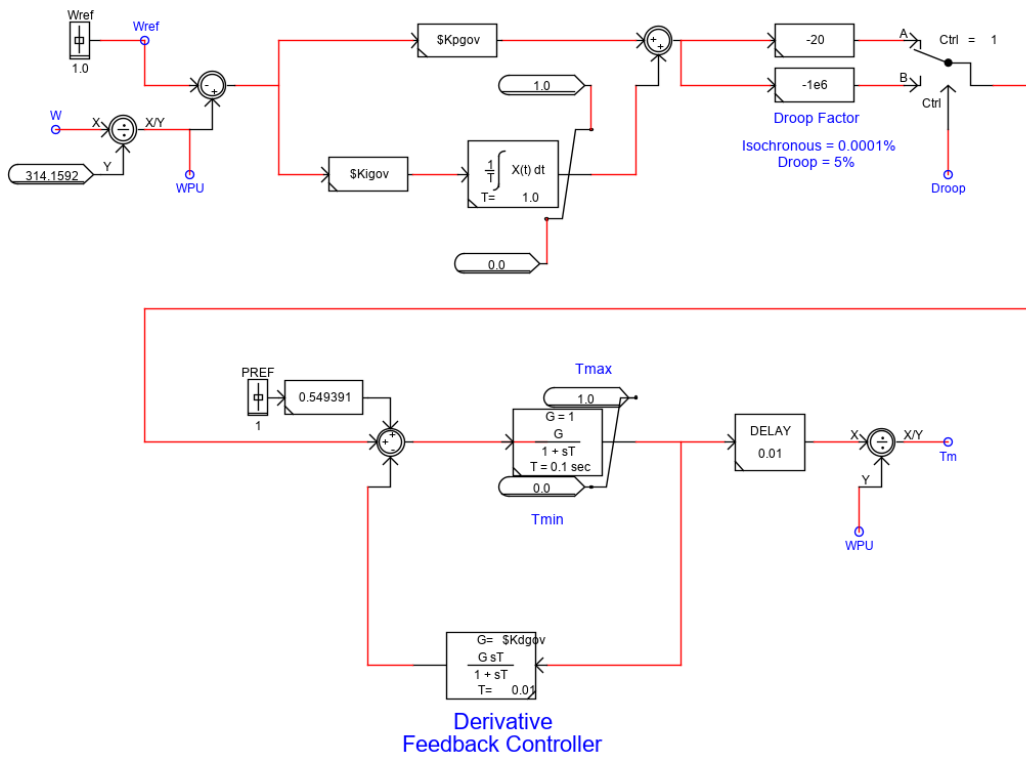 Wref
1.0
Wref
W
X
Y
÷
X/Y
314.1592
WPU
-
+
$Kpgov
$Kigov
1/T ∫ X(t) dt
T= 1.0
1.0
0.0
+
+
-20
-1e6
Droop Factor
Isochronous = 0.0001%
Droop = 5%
A
B
Ctrl
Ctrl = 1
Droop
PREF
1
0.549391
+
+
-
Tmax
1.0
G = 1
G
1 + sT
T = 0.1 sec
0.0
Tmin
DELAY
0.01
X
Y
÷
X/Y
Tm
WPU
G= $Kdgov
G sT
1 + sT
T= 0.01
Derivative
Feedback Controller